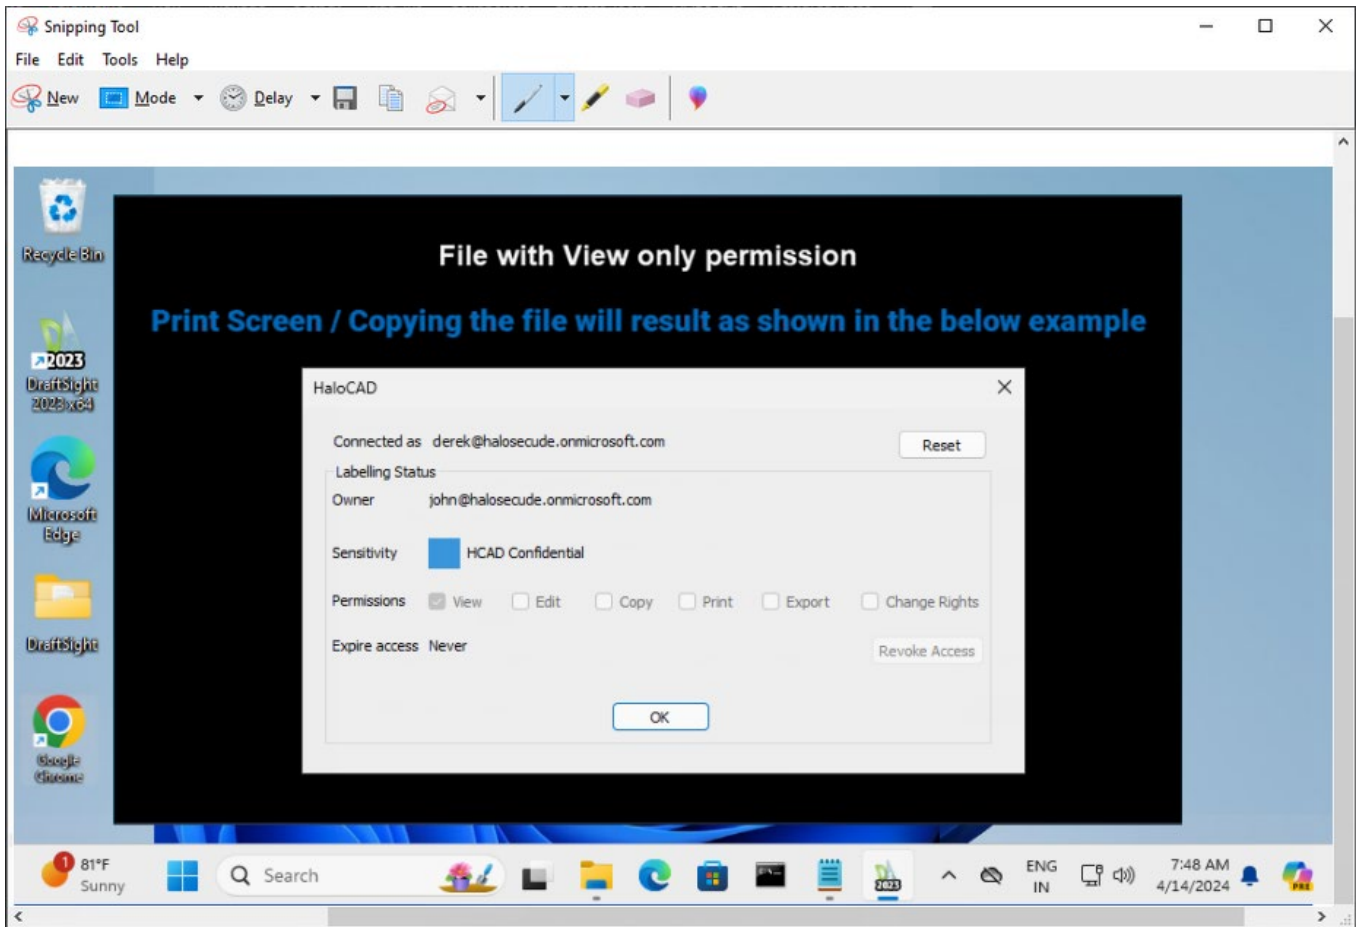 Snipping Tool
File Edit Tools Help
New Mode Delay
Recycle Bin
File with View only permission
Print Screen / Copying the file will result as shown in the below example
2023
DraftSight
2023 x64
HaloCAD
Connected as derek@halosecude.onmicrosoft.com Reset
Labelling Status
Owner john@halosecude.onmicrosoft.com
Microsoft
Edge
Sensitivity HCAD Confidential
Permissions View Edit Copy Print Export Change Rights
DraftSight
Expire access Never Revoke Access
OK
Google
Chrome
1 81°F
Sunny
Search
2023
ENG
IN
7:48 AM
4/14/2024
PRE